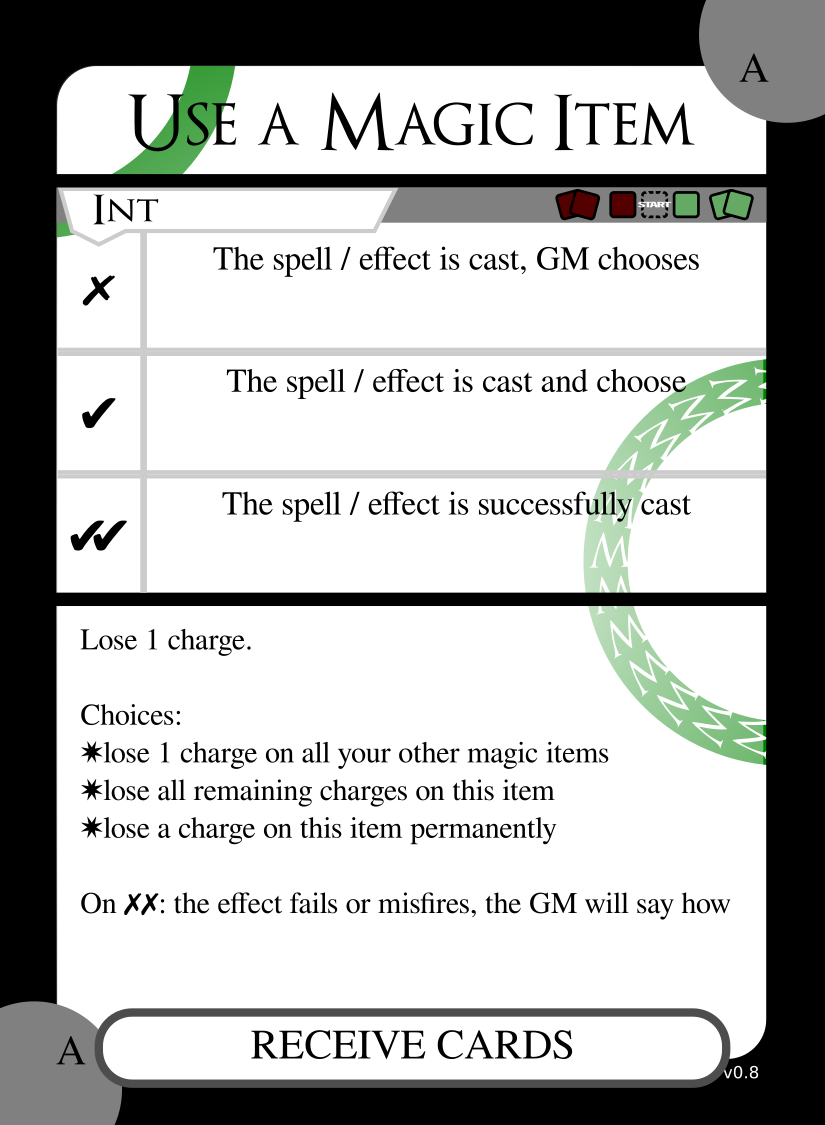 A
Use a Magic Item
Int
START
✗ The spell / effect is cast, GM chooses
✔ The spell / effect is cast and choose
✔✔ The spell / effect is successfully cast
M M M M M M M M M M M M M M
Lose 1 charge.
Choices:
✷lose 1 charge on all your other magic items
✷lose all remaining charges on this item
✷lose a charge on this item permanently
On ✗✗: the effect fails or misfires, the GM will say how
A
RECEIVE CARDS
v0.8